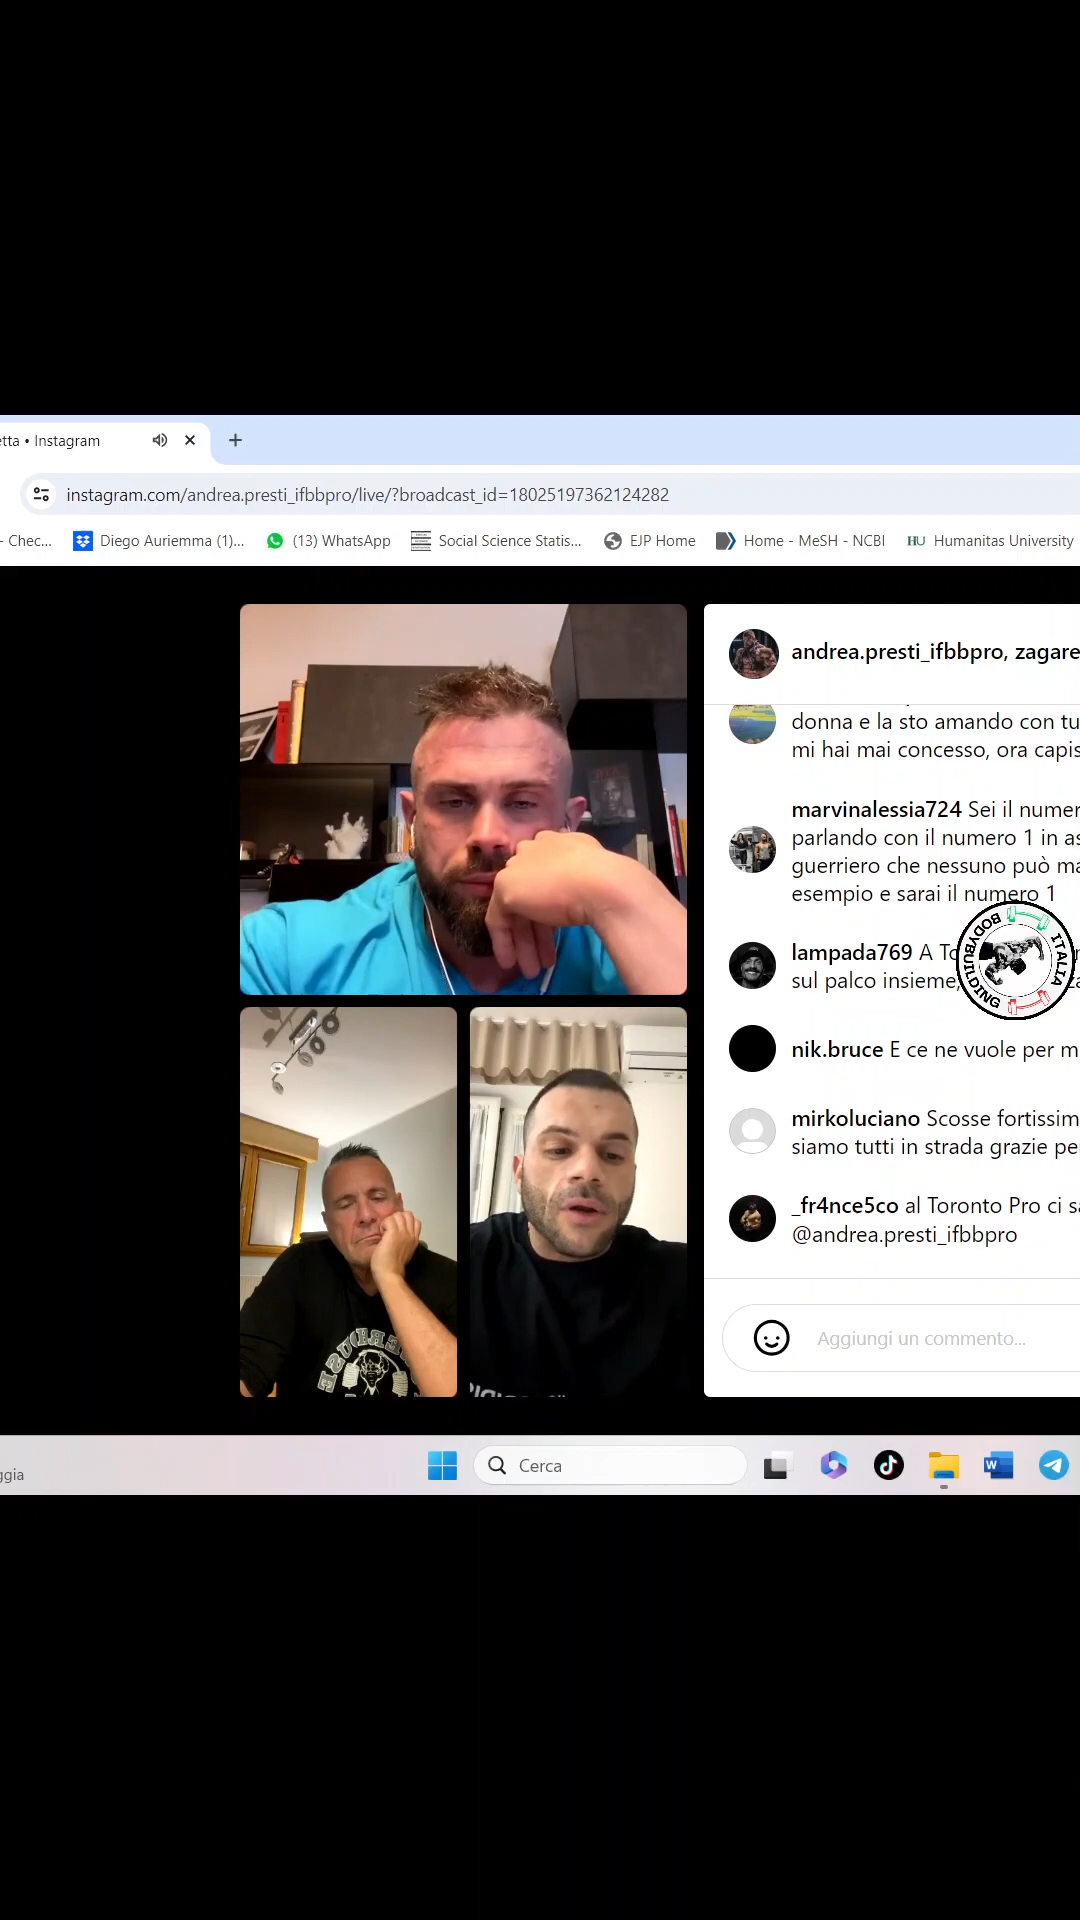 etta • Instagram
instagram.com/andrea.presti_ifbbpro/live/?broadcast_id=18025197362124282
- Chec...
Diego Auriemma (1)...
(13) WhatsApp
Social Science Statis...
EJP Home
Home - MeSH - NCBI
HU Humanitas University
andrea.presti_ifbbpro, zagare
donna e la sto amando con tu
mi hai mai concesso, ora capis
marvinalessia724 Sei il numer
parlando con il numero 1 in as
guerriero che nessuno può ma
esempio e sarai il numero 1
lampada769 A To
sul palco insieme,
BODYBUILDING ITALIA
nik.bruce E ce ne vuole per m
mirkoluciano Scosse fortissim
siamo tutti in strada grazie pe
_fr4nce5co al Toronto Pro ci sa
@andrea.presti_ifbbpro
Aggiungi un commento...
ggia
Cerca
W